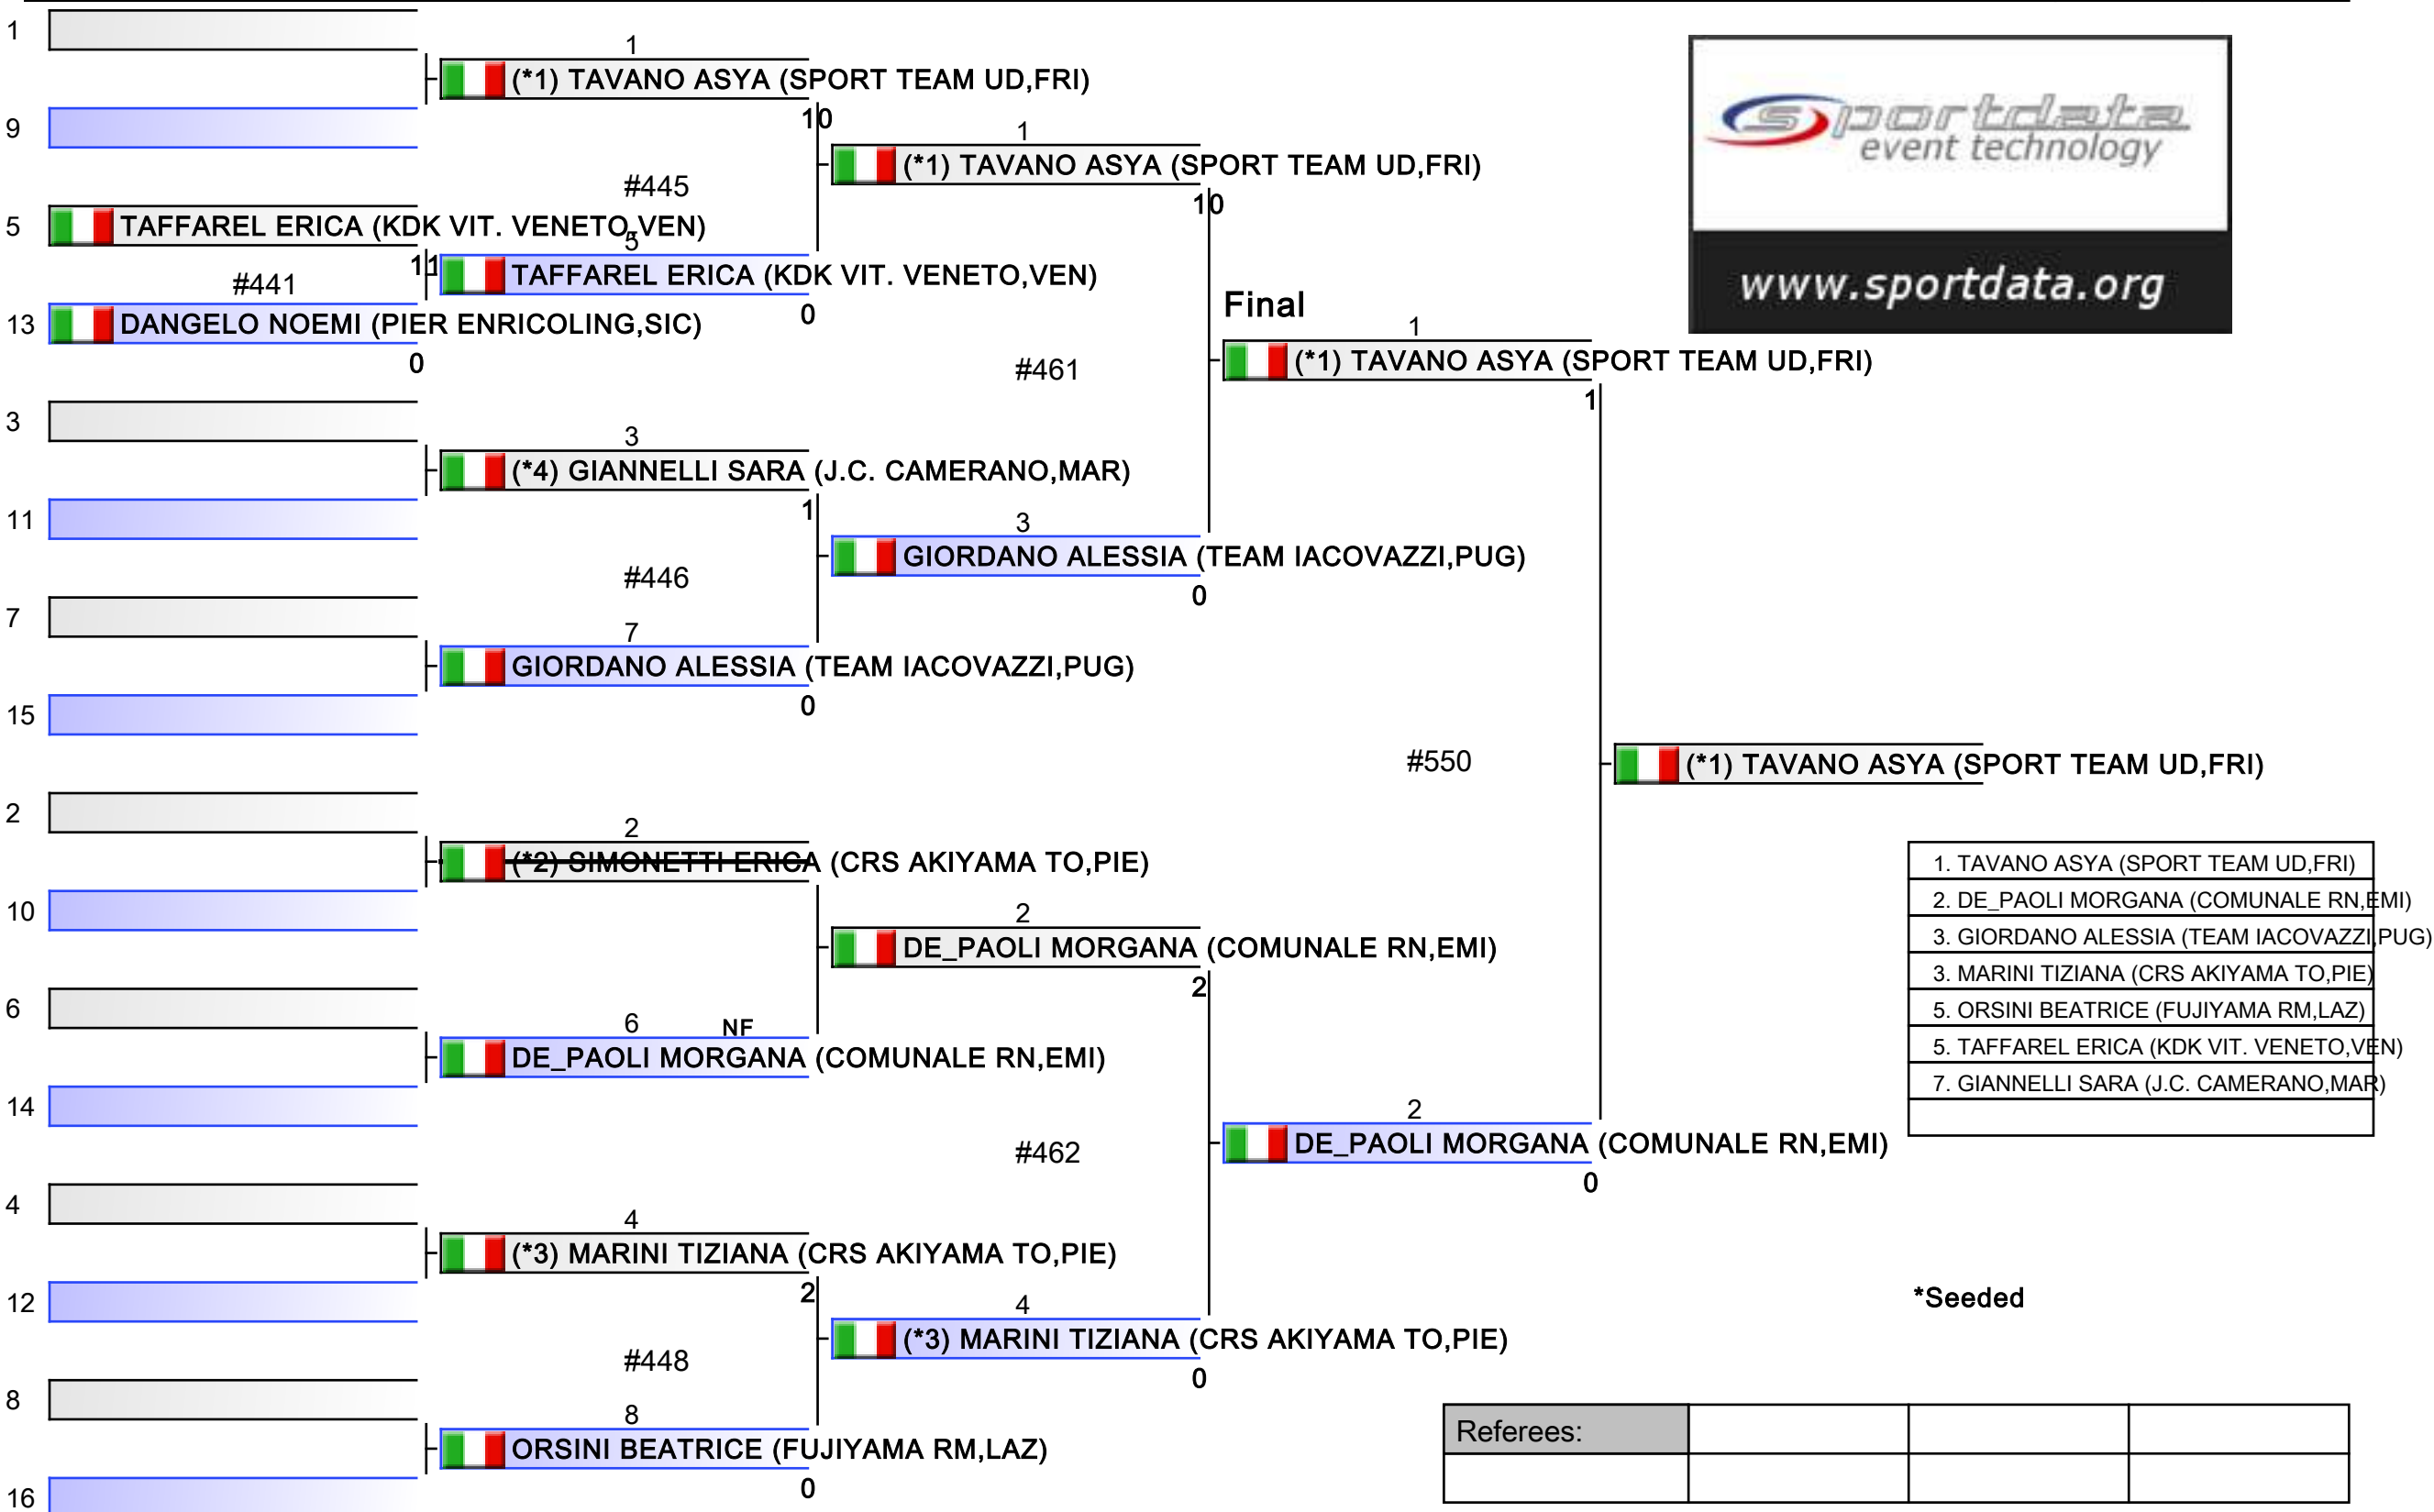 1
1
(*1) TAVANO ASYA (SPORT TEAM UD,FRI)
10
9
1
(*1) TAVANO ASYA (SPORT TEAM UD,FRI)
#445
10
5
TAFFAREL ERICA (KDK VIT. VENETO,VEN)
5
11
TAFFAREL ERICA (KDK VIT. VENETO,VEN)
#441
0
13
DANGELO NOEMI (PIER ENRICOLING,SIC)
0
Final
1
(*1) TAVANO ASYA (SPORT TEAM UD,FRI)
#461
1
3
3
(*4) GIANNELLI SARA (J.C. CAMERANO,MAR)
1
11
3
GIORDANO ALESSIA (TEAM IACOVAZZI,PUG)
#446
0
7
7
GIORDANO ALESSIA (TEAM IACOVAZZI,PUG)
0
15
#550
(*1) TAVANO ASYA (SPORT TEAM UD,FRI)
2
2
(*2) SIMONETTI ERICA (CRS AKIYAMA TO,PIE)
10
2
DE_PAOLI MORGANA (COMUNALE RN,EMI)
2
6
6
NF
DE_PAOLI MORGANA (COMUNALE RN,EMI)
14
#462
2
DE_PAOLI MORGANA (COMUNALE RN,EMI)
0
4
4
(*3) MARINI TIZIANA (CRS AKIYAMA TO,PIE)
2
12
4
(*3) MARINI TIZIANA (CRS AKIYAMA TO,PIE)
#448
0
8
8
ORSINI BEATRICE (FUJIYAMA RM,LAZ)
0
16
sportdata
event technology
www.sportdata.org
1. TAVANO ASYA (SPORT TEAM UD,FRI)
2. DE_PAOLI MORGANA (COMUNALE RN,EMI)
3. GIORDANO ALESSIA (TEAM IACOVAZZI,PUG)
3. MARINI TIZIANA (CRS AKIYAMA TO,PIE)
5. ORSINI BEATRICE (FUJIYAMA RM,LAZ)
5. TAFFAREL ERICA (KDK VIT. VENETO,VEN)
7. GIANNELLI SARA (J.C. CAMERANO,MAR)
*Seeded
Referees: